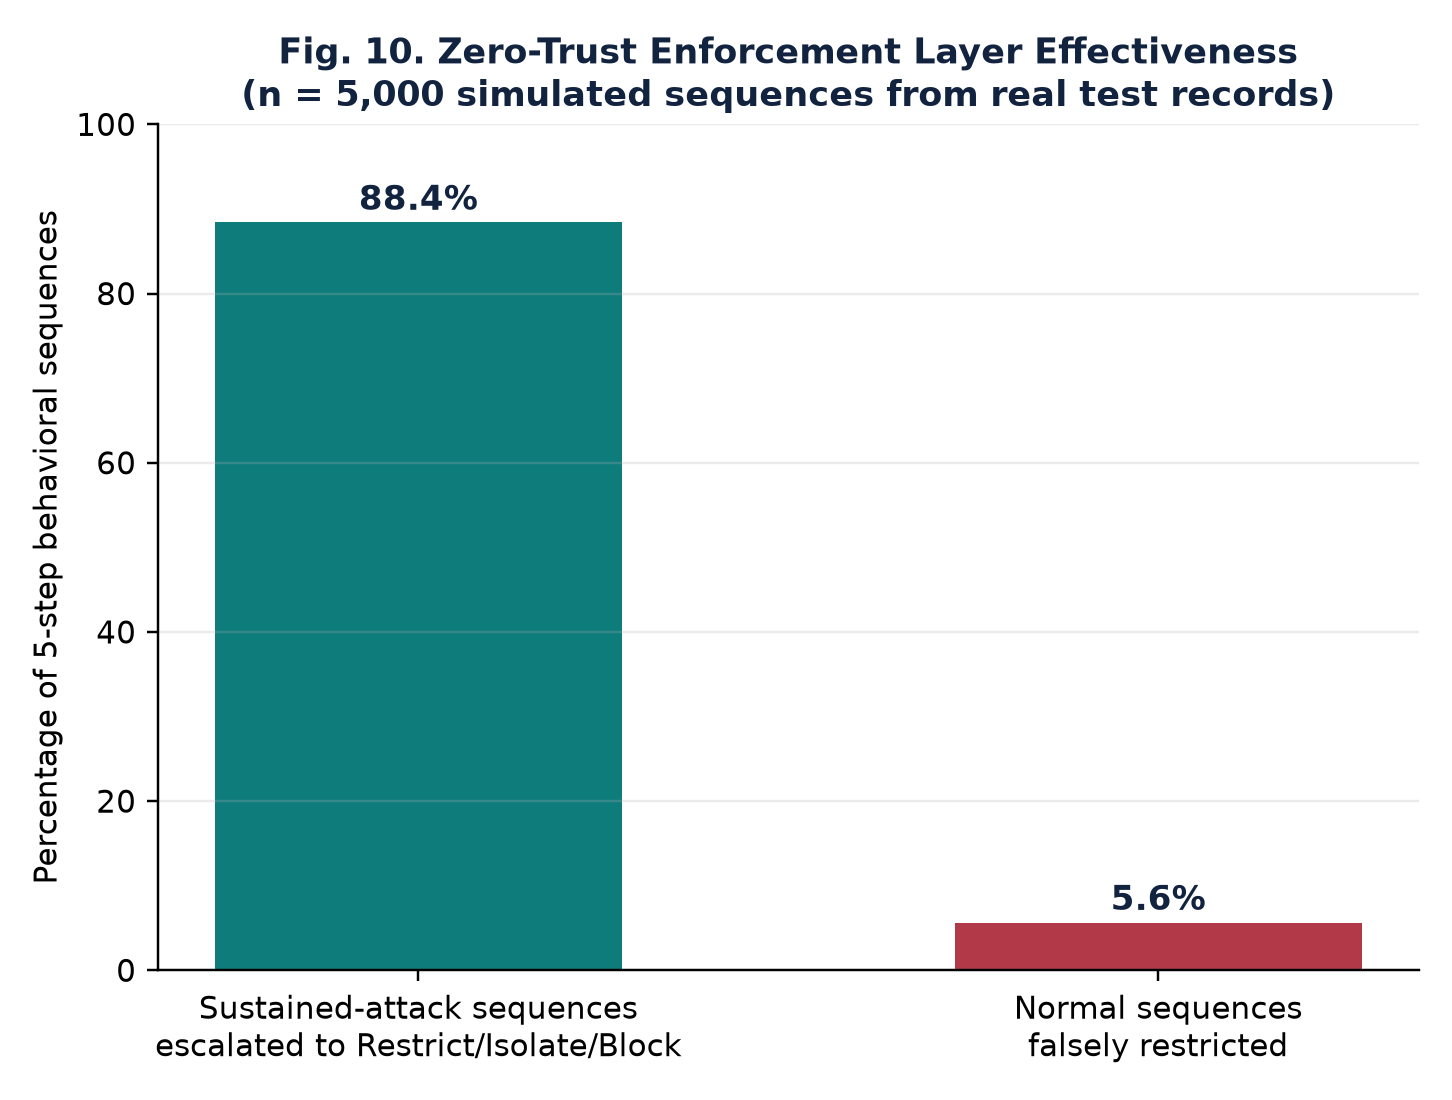 Fig. 10. Zero-Trust Enforcement Layer Effectiveness
(n = 5,000 simulated sequences from real test records)
Percentage of 5-step behavioral sequences
100
80
60
40
20
0
88.4%
5.6%
Sustained-attack sequences
escalated to Restrict/Isolate/Block
Normal sequences
falsely restricted